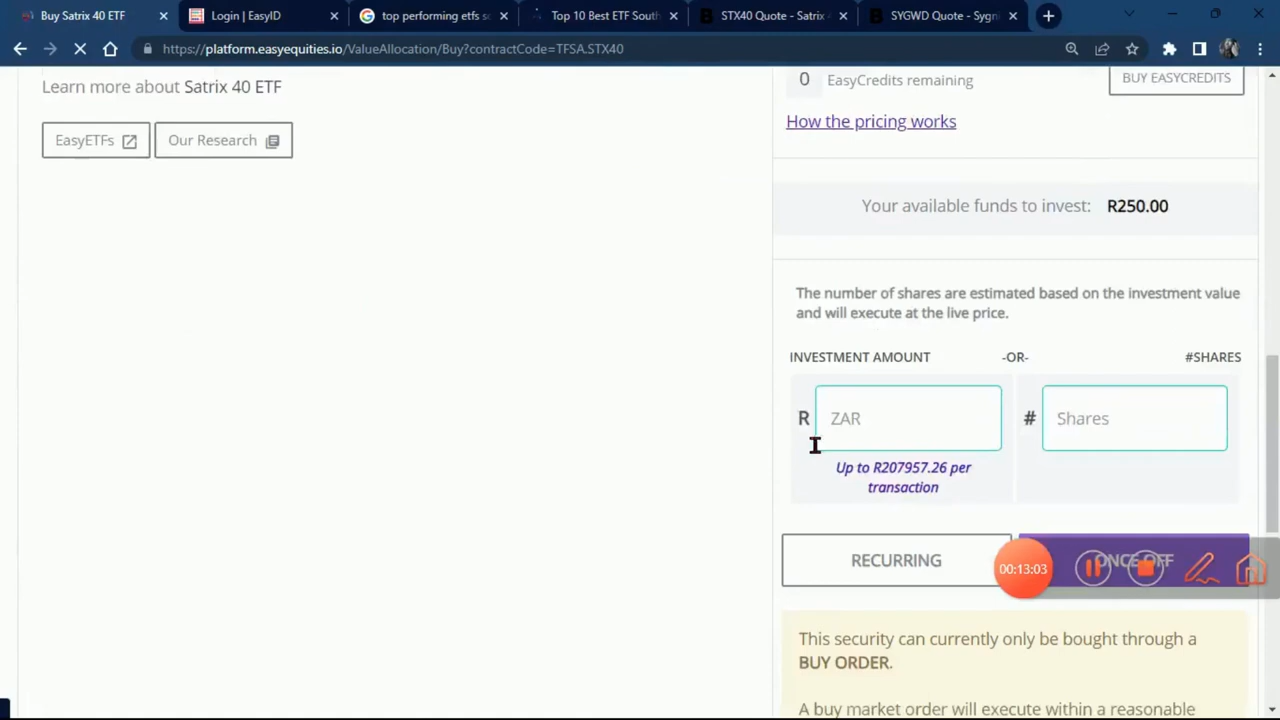 Buy Satrix 40 ETF
Login | EasyID
top performing etfs so
Top 10 Best ETF South
STX40 Quote - Satrix
SYGWD Quote - Sygn
https://platform.easyequities.io/ValueAllocation/Buy?contractCode=TFSA.STX40
Learn more about Satrix 40 ETF
EasyETFs
Our Research
0 EasyCredits remaining
BUY EASYCREDITS
How the pricing works
Your available funds to invest: R250.00
The number of shares are estimated based on the investment value
and will execute at the live price.
INVESTMENT AMOUNT -OR- #SHARES
R ZAR # Shares
Up to R207957.26 per
transaction
RECURRING
ONCE OFF
00:13:03
This security can currently only be bought through a
BUY ORDER.
A buy market order will execute within a reasonable